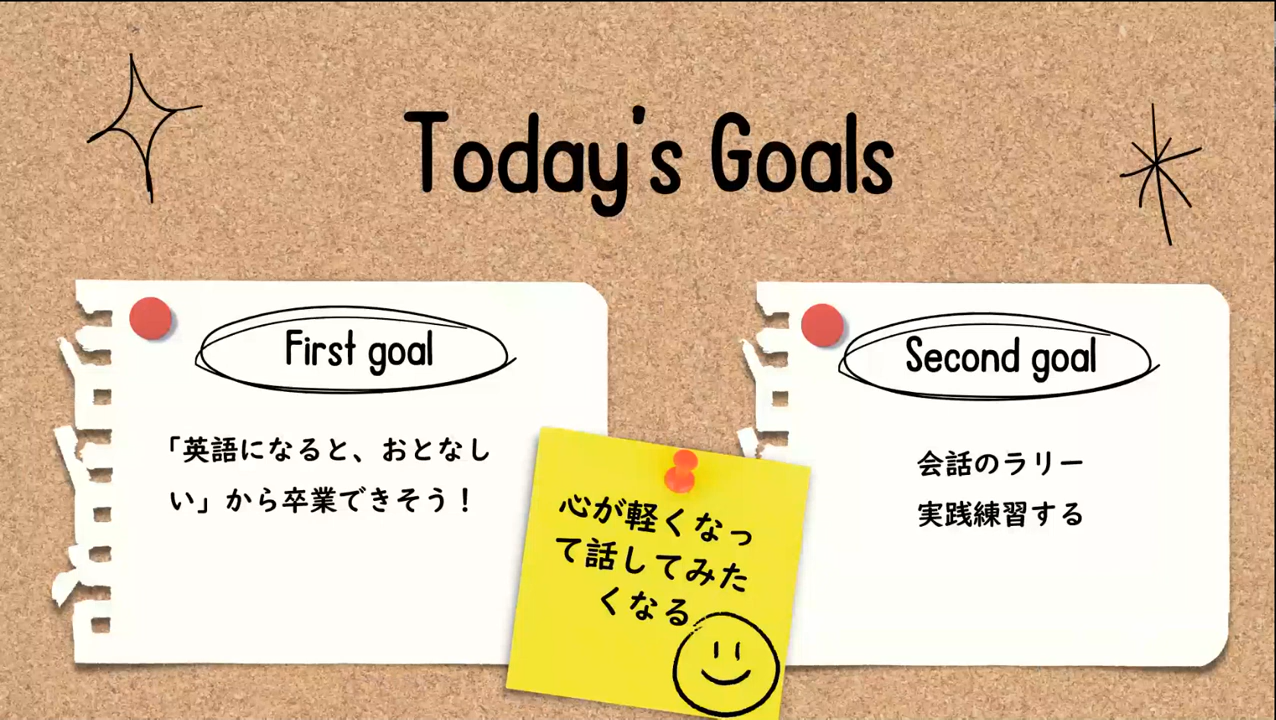 Today's Goals
First goal
「英語になると、おとなし
い」から卒業できそう！
心が軽くなっ
て話してみた
くなる
Second goal
会話のラリー
実践練習する